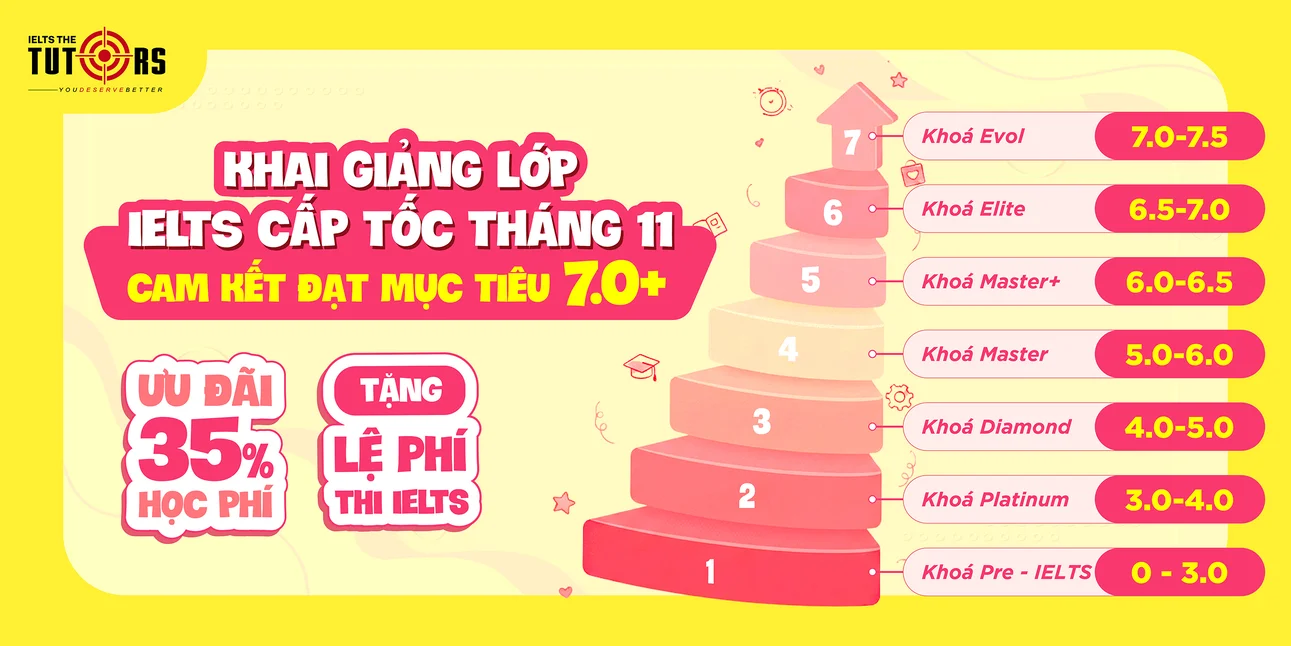 IELTS THE
TUTORS
YOUDESERVEBETTER
KHAI GIẢNG LỚP
IELTS CẤP TỐC THÁNG 11
CAM KẾT ĐẠT MỤC TIÊU 7.0+
ƯU ĐÃI
35%
HỌC PHÍ
TẶNG
LỆ PHÍ
THI IELTS
7 Khoá Evol 7.0-7.5
6 Khoá Elite 6.5-7.0
5 Khoá Master+ 6.0-6.5
4 Khoá Master 5.0-6.0
3 Khoá Diamond 4.0-5.0
2 Khoá Platinum 3.0-4.0
1 Khoá Pre - IELTS 0 - 3.0